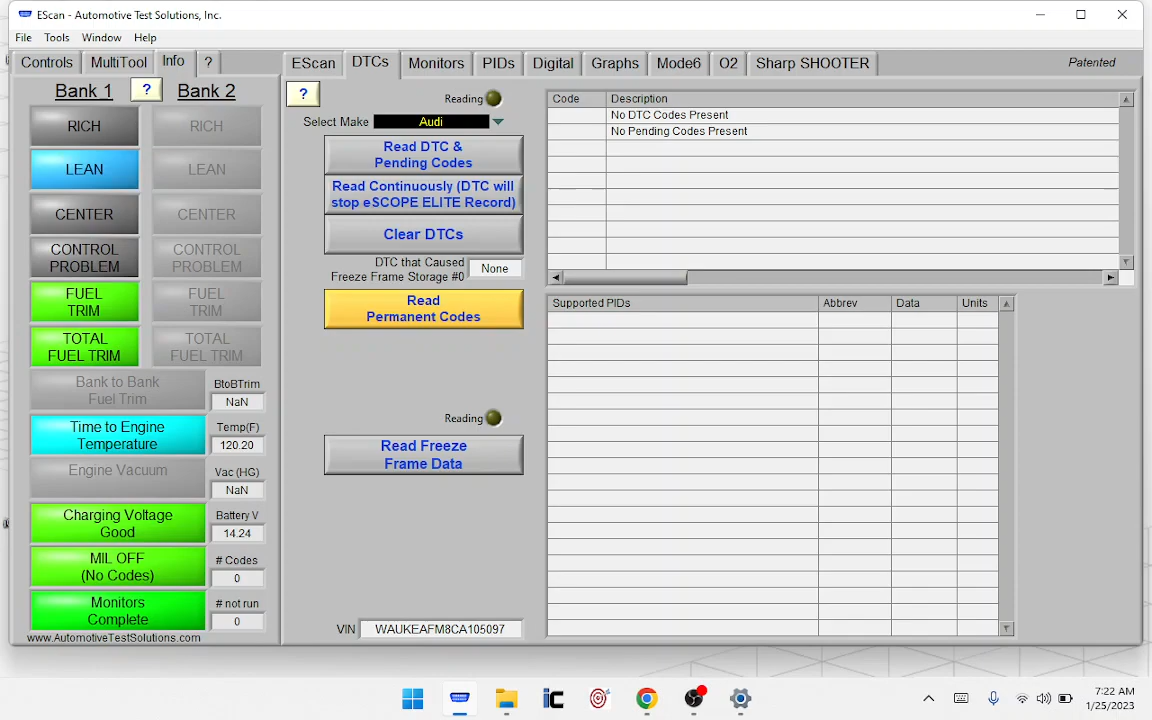 EScan - Automotive Test Solutions, Inc.
File Tools Window Help
Controls MultiTool Info ? EScan DTCs Monitors PIDs Digital Graphs Mode6 O2 Sharp SHOOTER Patented
Bank 1 ? Bank 2
RICH RICH
LEAN LEAN
CENTER CENTER
CONTROL PROBLEM CONTROL PROBLEM
FUEL TRIM FUEL TRIM
TOTAL FUEL TRIM TOTAL FUEL TRIM
Bank to Bank Fuel Trim BtoBTrim
NaN
Time to Engine Temperature Temp(F)
120.20
Engine Vacuum Vac (HG)
NaN
Charging Voltage Good Battery V
14.24
MIL OFF (No Codes) # Codes
0
Monitors Complete # not run
0
www.AutomotiveTestSolutions.com
?
Reading
Select Make Audi
Read DTC & Pending Codes
Read Continuously (DTC will stop eSCOPE ELITE Record)
Clear DTCs
DTC that Caused Freeze Frame Storage #0 None
Read Permanent Codes
Reading
Read Freeze Frame Data
VIN WAUKEAFM8CA105097
Code Description
No DTC Codes Present
No Pending Codes Present
Supported PIDs Abbrev Data Units
7:22 AM
1/25/2023